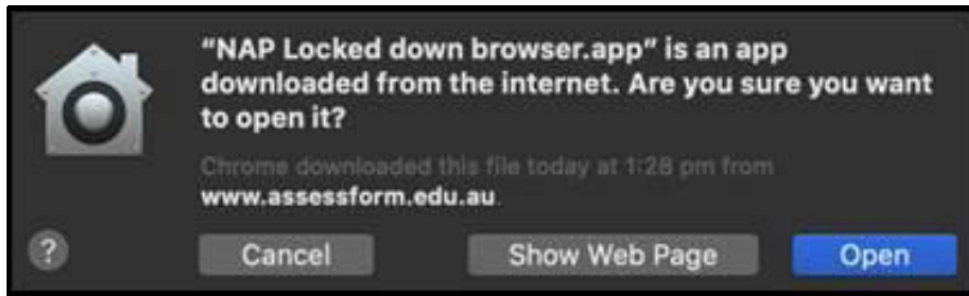 “NAP Locked down browser.app” is an app
downloaded from the internet. Are you sure you want
to open it?
Chrome downloaded this file today at 1:28 pm from
www.assessform.edu.au.
?
Cancel
Show Web Page
Open